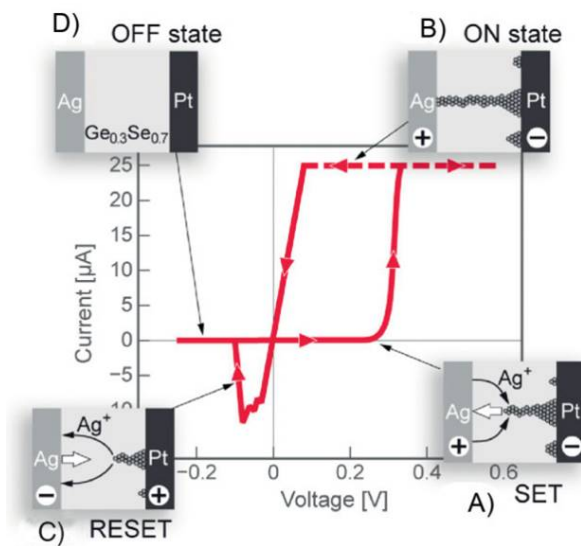 D) OFF state
B) ON state
Ag Pt
Ge0.3Se0.7
Ag Pt
+ −
25
20
15
10
5
0
−5
10
Current [µA]
−0.2 0 0.2 0.4 0.6
Voltage [V]
Ag+
Ag Pt
− +
C) RESET
Ag+
Ag Pt
+ −
A) SET